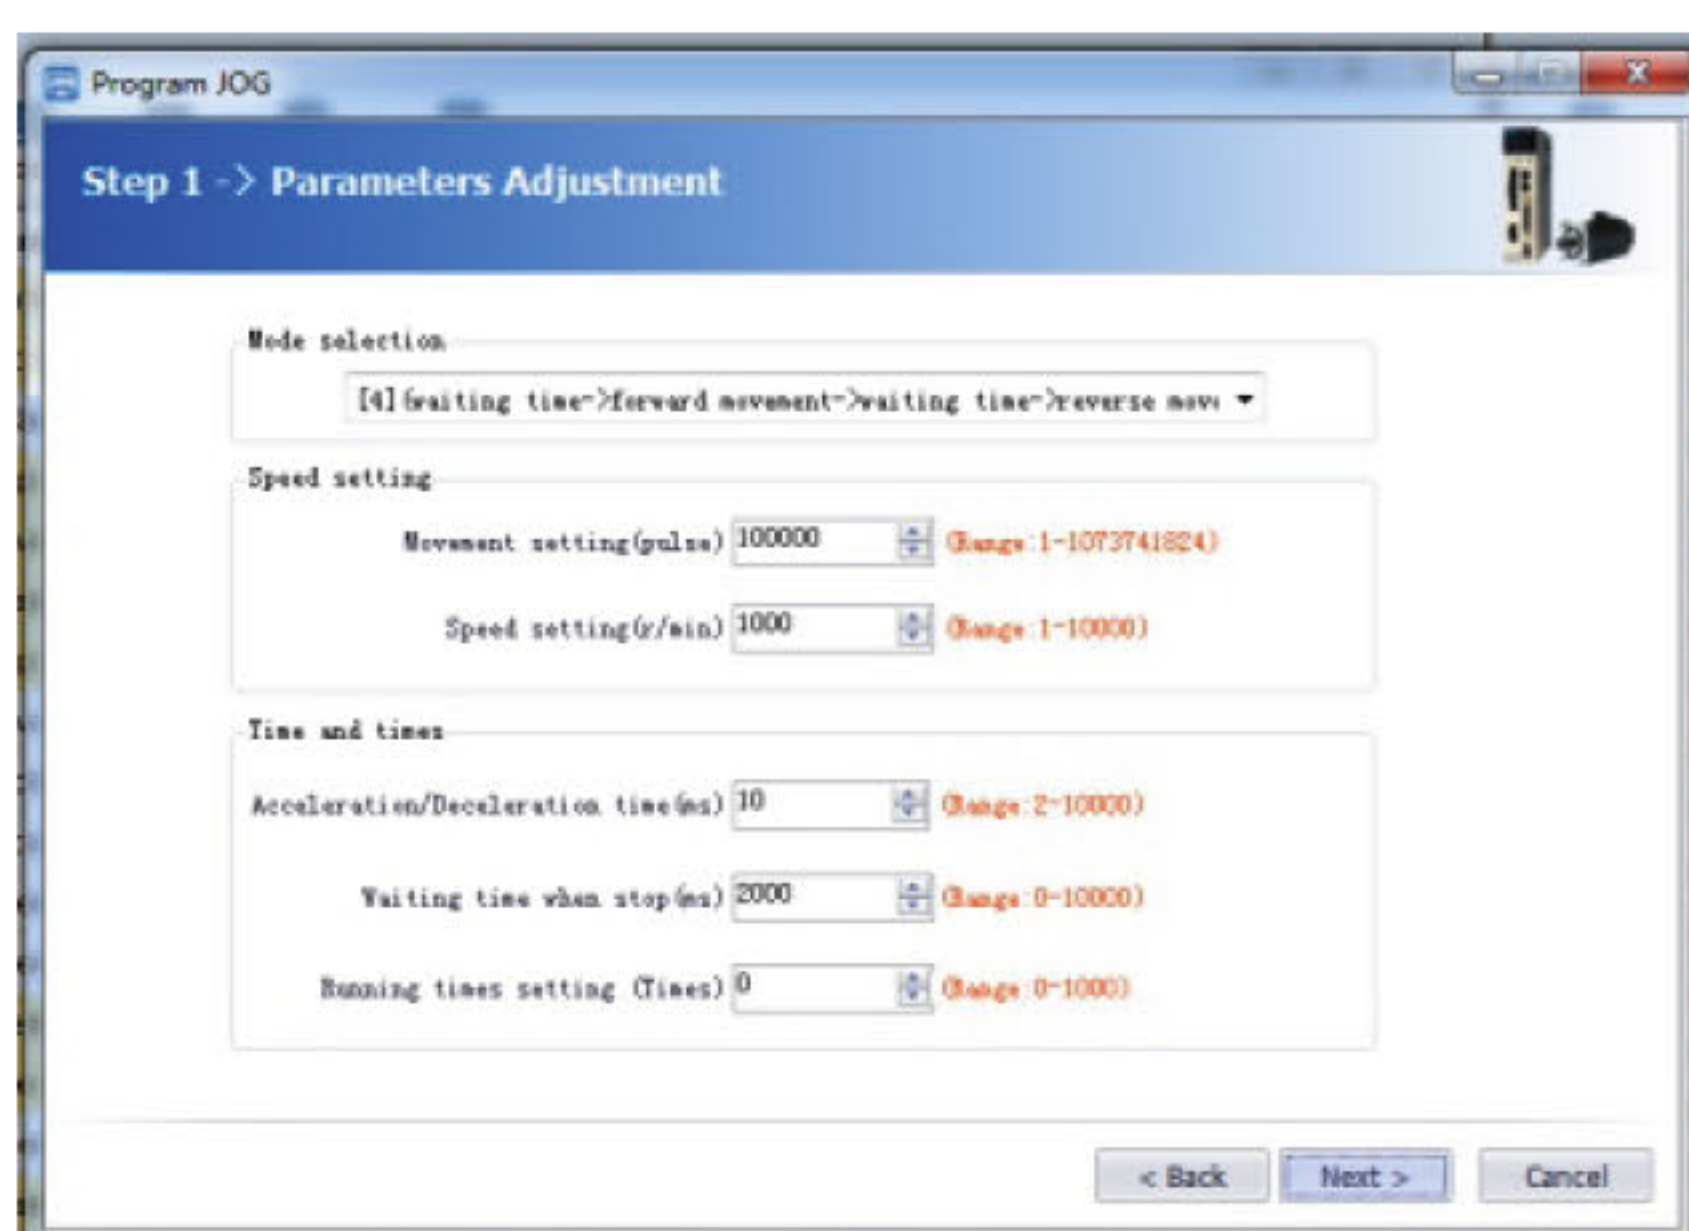 Program JOG
Step 1 -> Parameters Adjustment
Mode selection
[4](waiting time->forward movement->waiting time->reverse move
Speed setting
Movement setting(pulse) 100000 (Range:1-1073741824)
Speed setting(r/min) 1000 (Range:1-10000)
Time and times
Acceleration/Deceleration time(ms) 10 (Range:2-10000)
Waiting time when stop(ms) 2000 (Range:0-10000)
Running times setting (Times) 0 (Range:0-1000)
< Back Next > Cancel